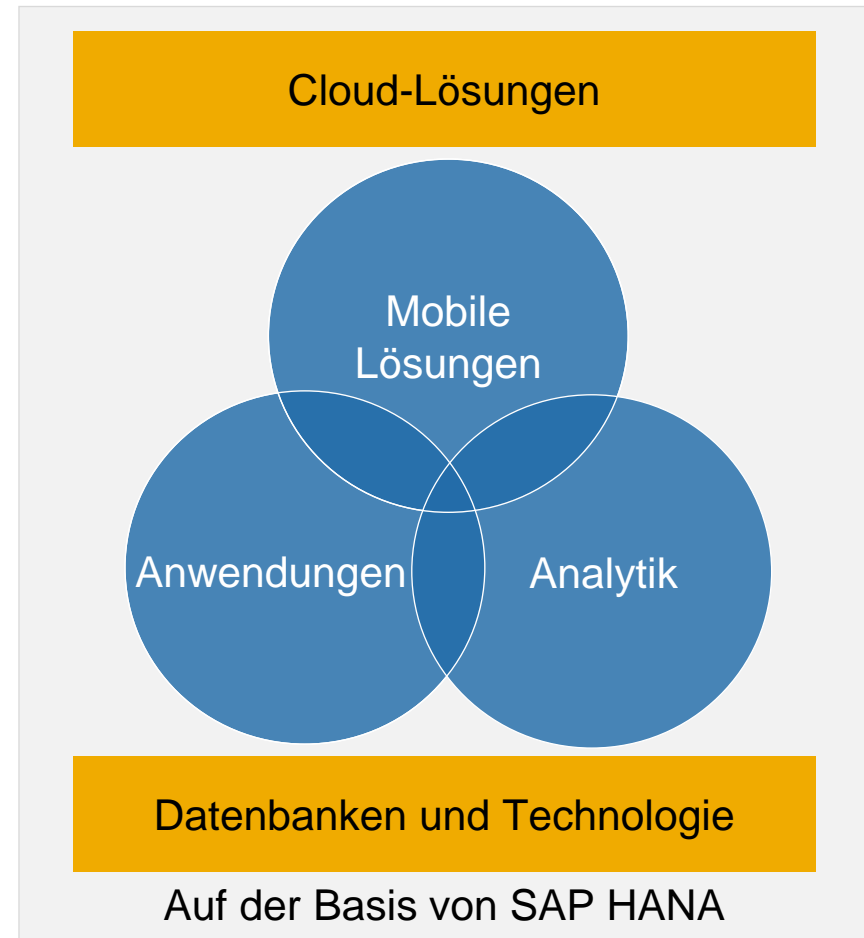 Cloud-Lösungen
Mobile
Lösungen
Anwendungen
Analytik
Datenbanken und Technologie
Auf der Basis von SAP HANA